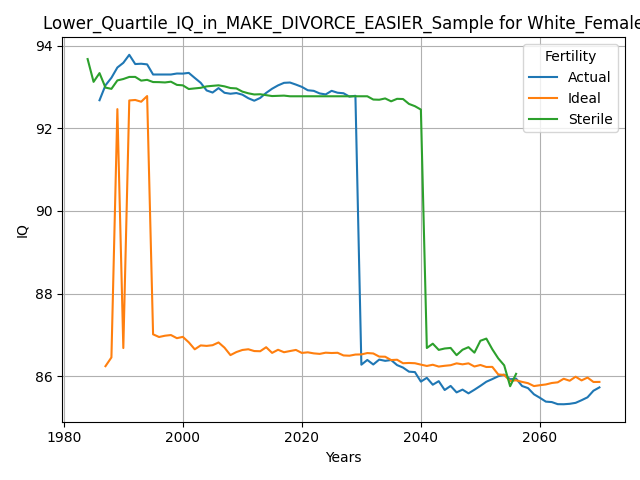 Lower_Quartile_IQ_in_MAKE_DIVORCE_EASIER_Sample for White_Female
94
92
90
88
86
IQ
Fertility
Actual
Ideal
Sterile
1980
2000
2020
2040
2060
Years